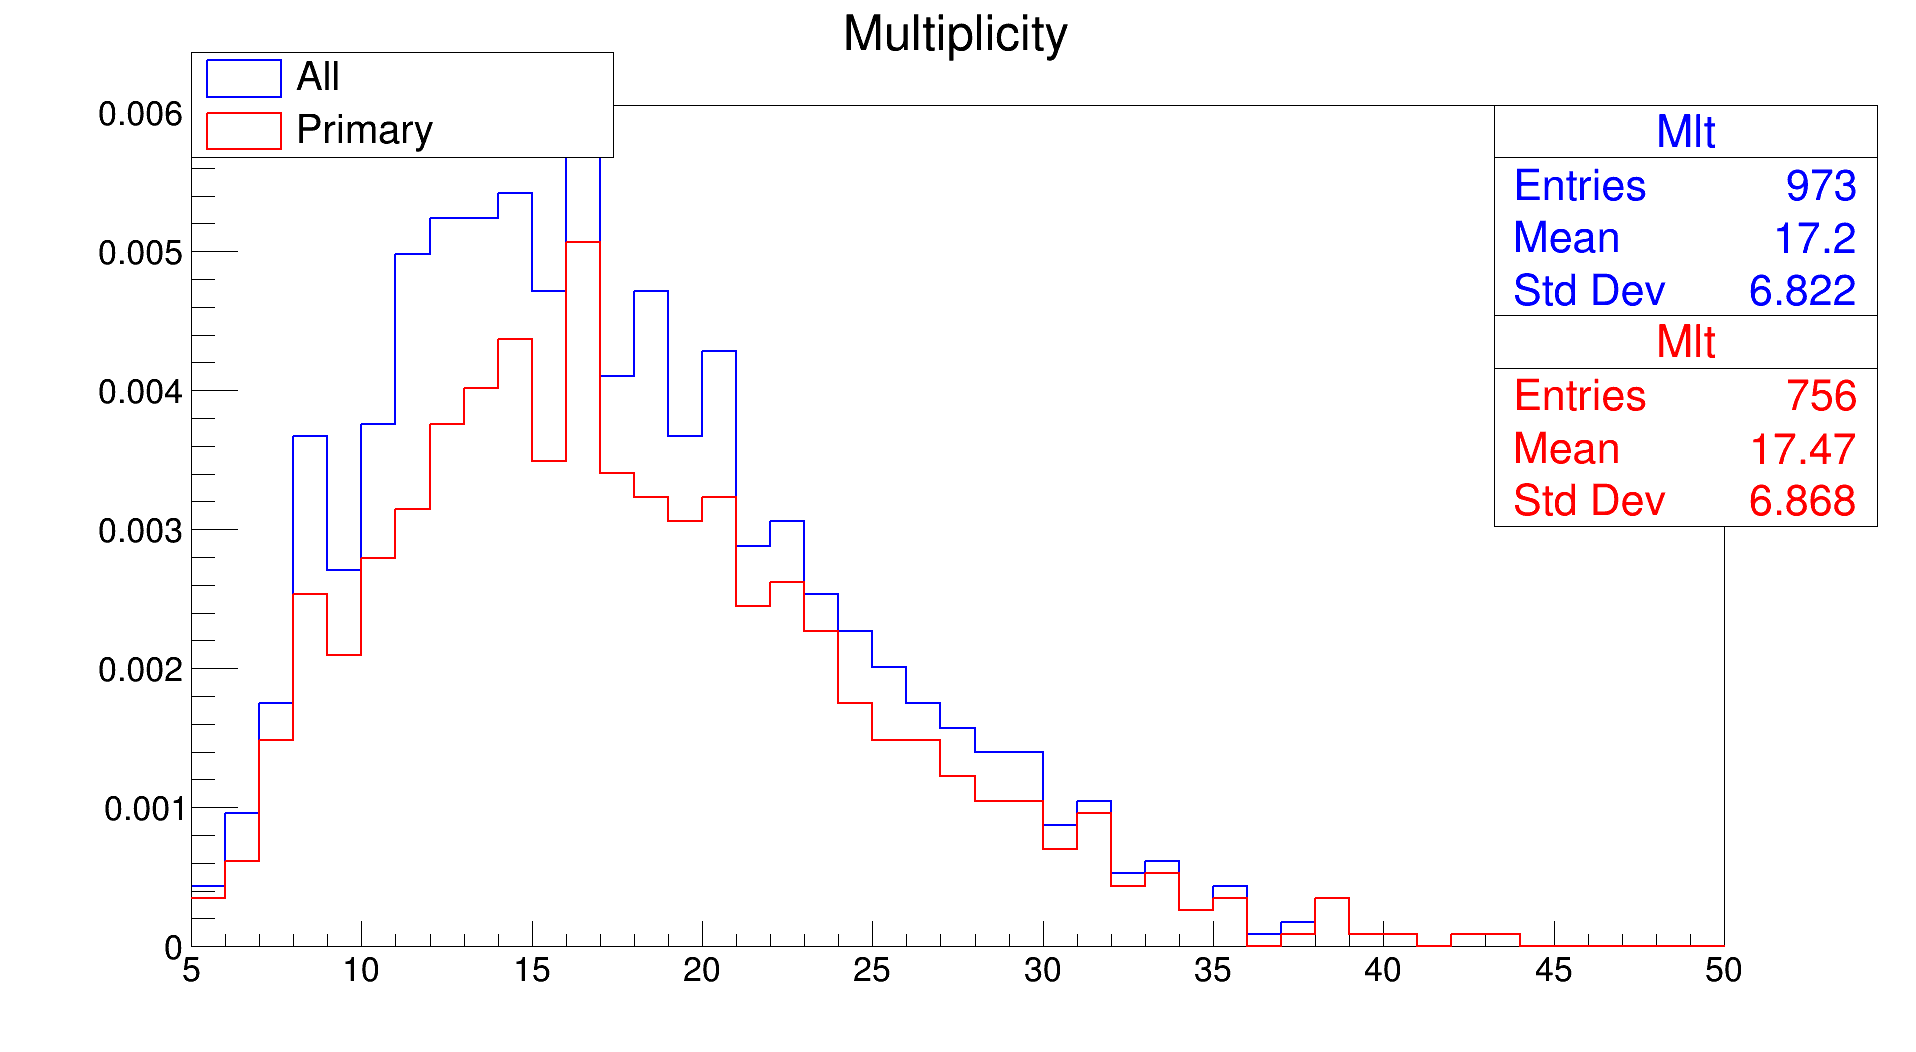 Multiplicity
All
Primary
0.006
0.005
0.004
0.003
0.002
0.001
0
5 10 15 20 25 30 35 40 45 50
Mlt
Entries 973
Mean 17.2
Std Dev 6.822
Mlt
Entries 756
Mean 17.47
Std Dev 6.868